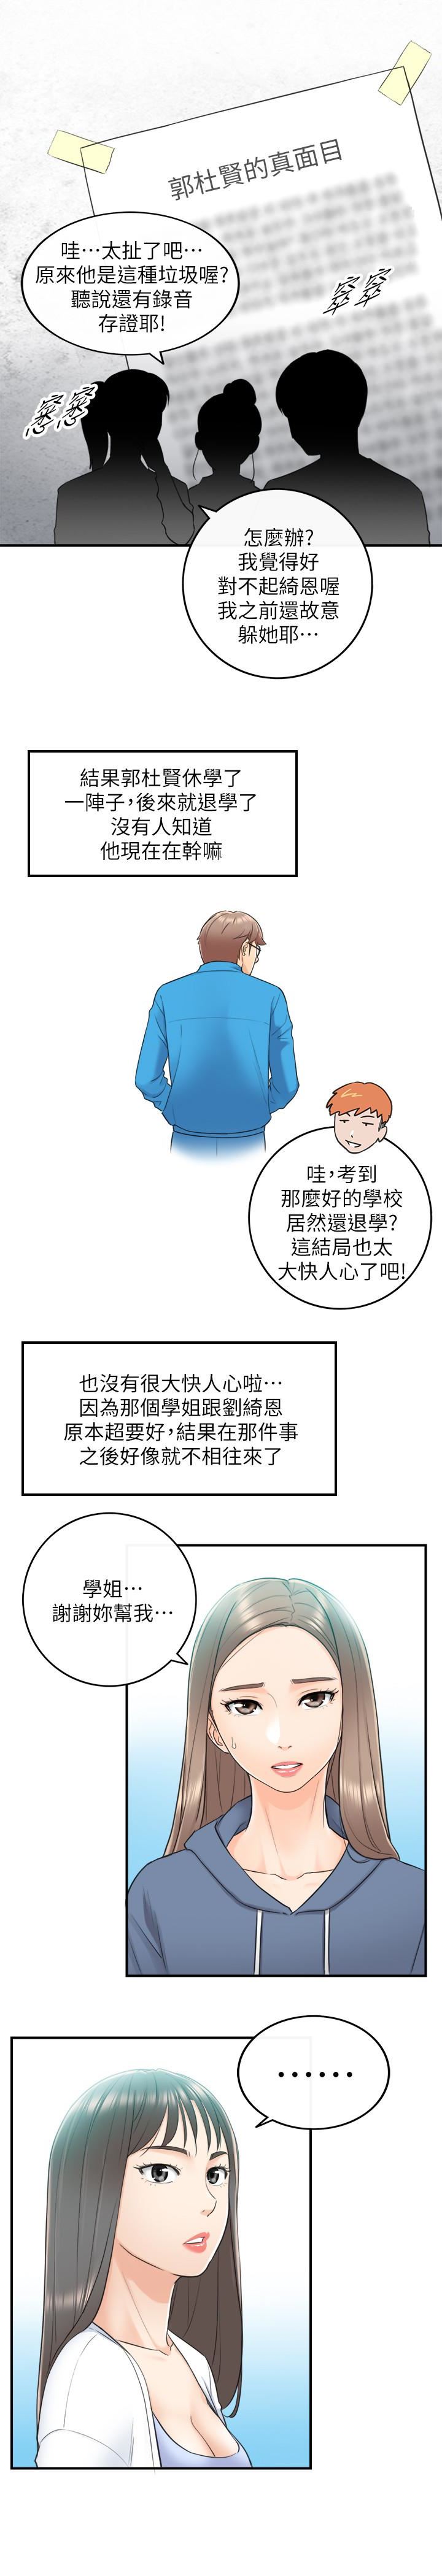 郭杜賢的真面目
哇…太扯了吧…
原來他是這種垃圾喔?
聽說還有錄音
存證耶!
窣窣
窸窸
怎麼辦?
我覺得好
對不起綺恩喔
我之前還故意
躲她耶…
結果郭杜賢休學了
一陣子,後來就退學了
沒有人知道
他現在在幹嘛
哇,考到
那麼好的學校
居然還退學?
這結局也太
大快人心了吧!
也沒有很大快人心啦…
因為那個學姐跟劉綺恩
原本超要好,結果在那件事
之後好像就不相往來了
學姐…
謝謝妳幫我…
······